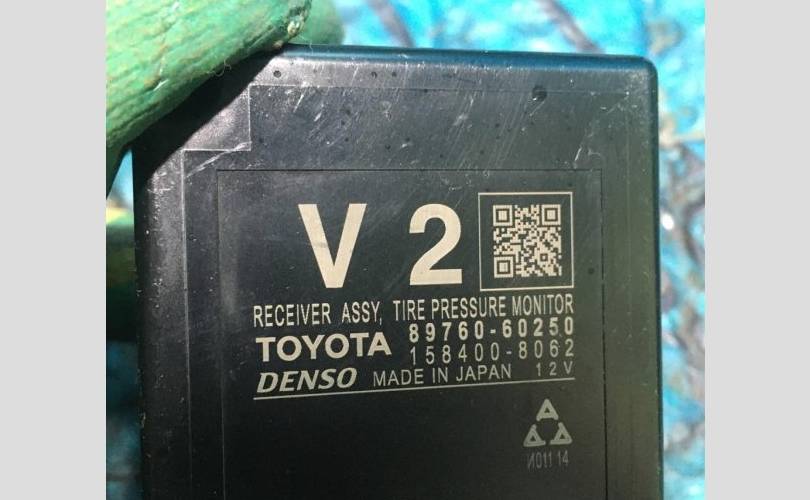 V 2
RECEIVER ASSY, TIRE PRESSURE MONITOR
TOYOTA 89760-60250
158400-8062
DENSO MADE IN JAPAN 12V